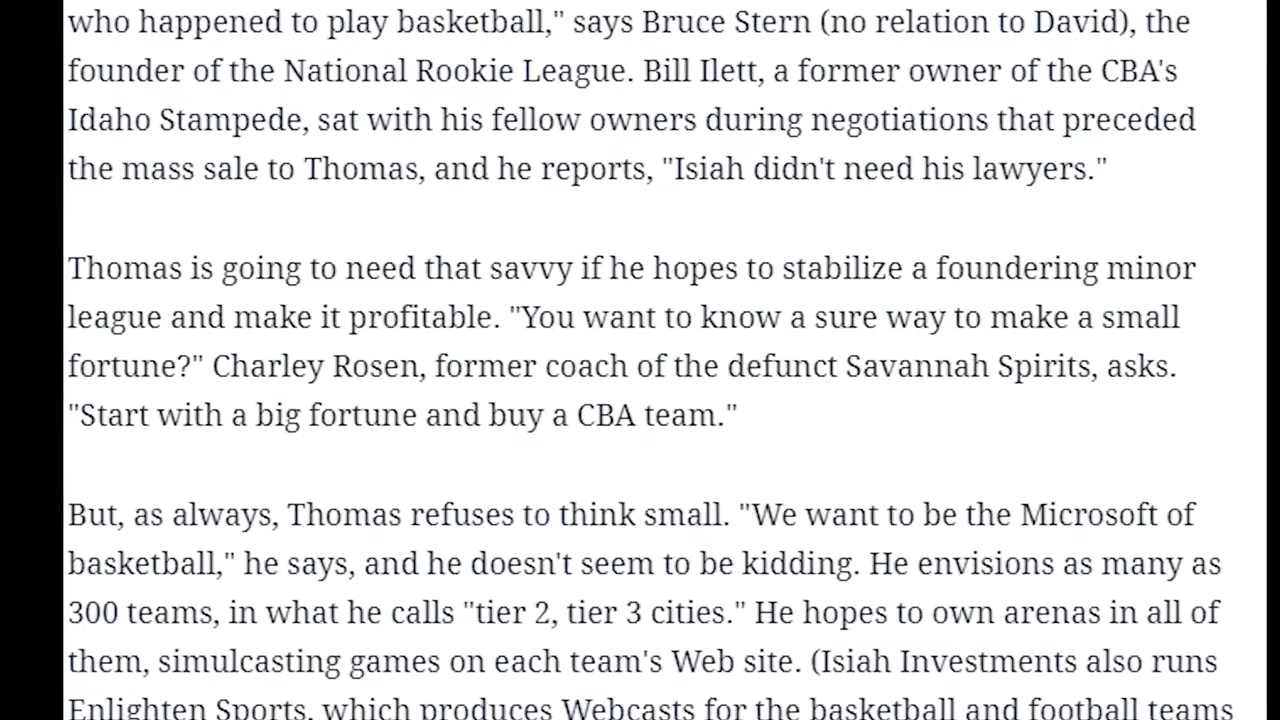 who happened to play basketball," says Bruce Stern (no relation to David), the
founder of the National Rookie League. Bill Ilett, a former owner of the CBA's
Idaho Stampede, sat with his fellow owners during negotiations that preceded
the mass sale to Thomas, and he reports, "Isiah didn't need his lawyers."
Thomas is going to need that savvy if he hopes to stabilize a foundering minor
league and make it profitable. "You want to know a sure way to make a small
fortune?" Charley Rosen, former coach of the defunct Savannah Spirits, asks.
"Start with a big fortune and buy a CBA team."
But, as always, Thomas refuses to think small. "We want to be the Microsoft of
basketball," he says, and he doesn't seem to be kidding. He envisions as many as
300 teams, in what he calls "tier 2, tier 3 cities." He hopes to own arenas in all of
them, simulcasting games on each team's Web site. (Isiah Investments also runs
Enlighten Sports, which produces Webcasts for the basketball and football teams